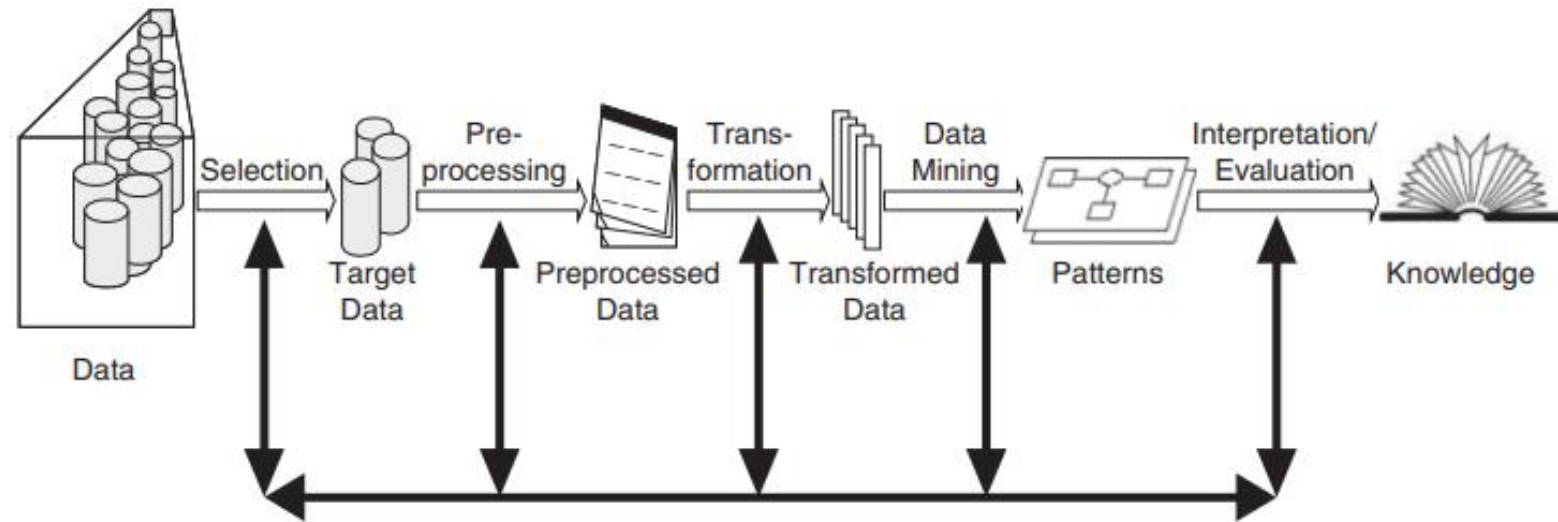 Data
Selection
Target
Data
Pre-
processing
Preprocessed
Data
Trans-
formation
Transformed
Data
Data
Mining
Patterns
Interpretation/
Evaluation
Knowledge